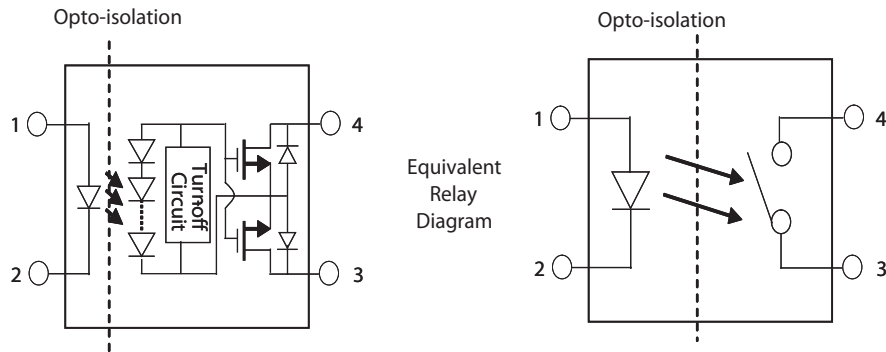 Opto-isolation
1
2
Turnoff
Circuit
4
3
Equivalent
Relay
Diagram
Opto-isolation
1
2
4
3